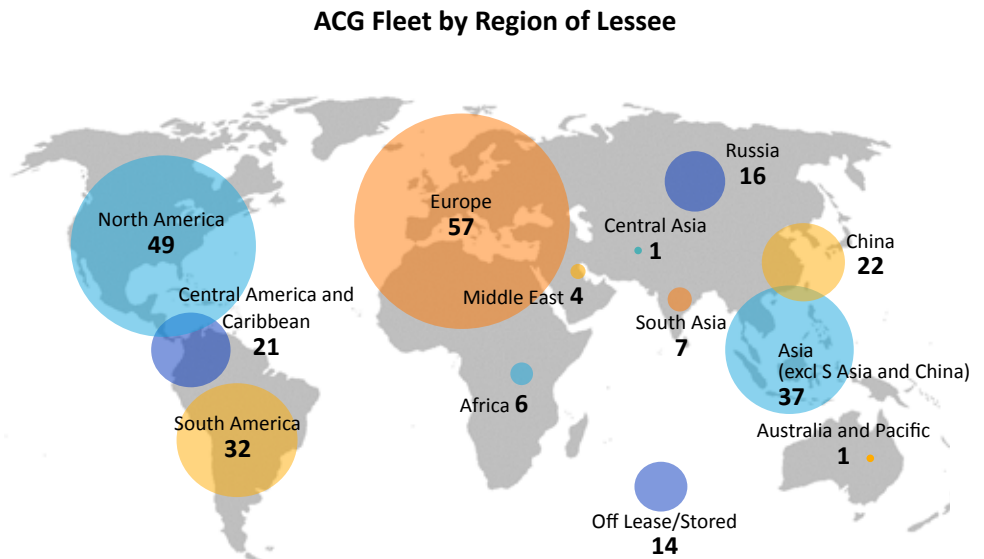 ACG Fleet by Region of Lessee
North America
49
Central America and
Caribbean
21
South America
32
Europe
57
Middle East 4
Africa 6
Russia
16
Central Asia
1
South Asia
7
China
22
Asia
(excl S Asia and China)
37
Australia and Pacific
1
Off Lease/Stored
14